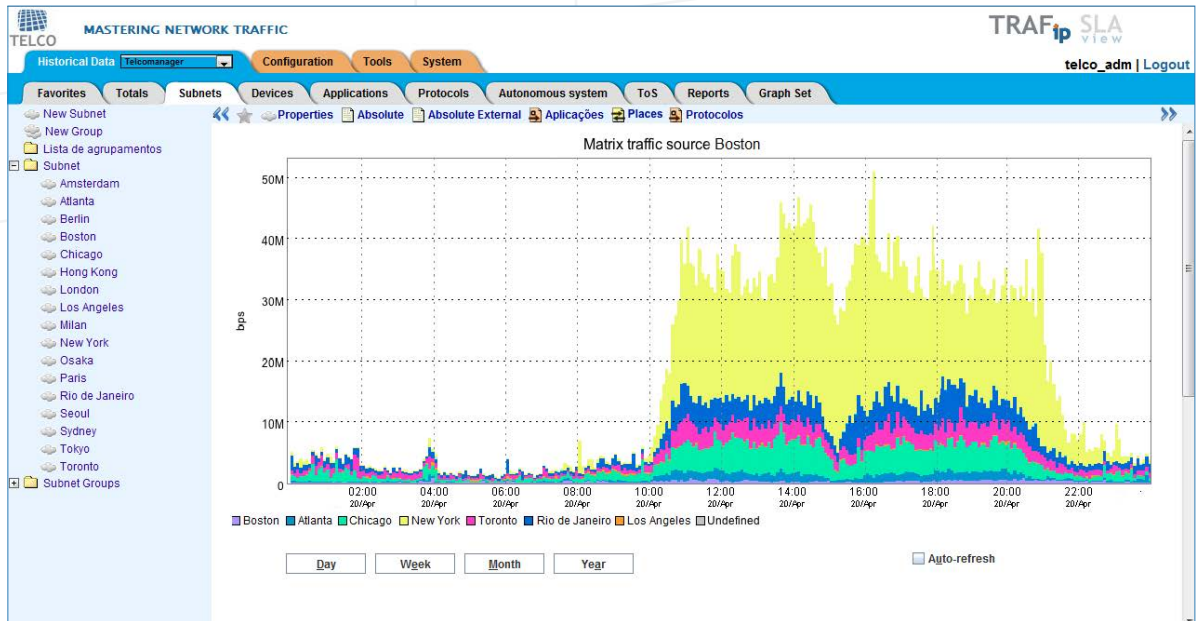 TELCO
MASTERING NETWORK TRAFFIC
TRAFip SLA view
Historical Data Telcomanager Configuration Tools System
telco_adm | Logout
Favorites Totals Subnets Devices Applications Protocols Autonomous system ToS Reports Graph Set
Properties Absolute Absolute External Aplicações Places Protocolos
New Subnet
New Group
Lista de agrupamentos
Subnet
Amsterdam
Atlanta
Berlin
Boston
Chicago
Hong Kong
London
Los Angeles
Milan
New York
Osaka
Paris
Rio de Janeiro
Seoul
Sydney
Tokyo
Toronto
Subnet Groups
Matrix traffic source Boston
50M
40M
30M
20M
10M
0
bps
02:00 04:00 06:00 08:00 10:00 12:00 14:00 16:00 18:00 20:00 22:00
20/Apr 20/Apr 20/Apr 20/Apr 20/Apr 20/Apr 20/Apr 20/Apr 20/Apr 20/Apr 20/Apr
Boston Atlanta Chicago New York Toronto Rio de Janeiro Los Angeles Undefined
Day Week Month Year
Auto-refresh